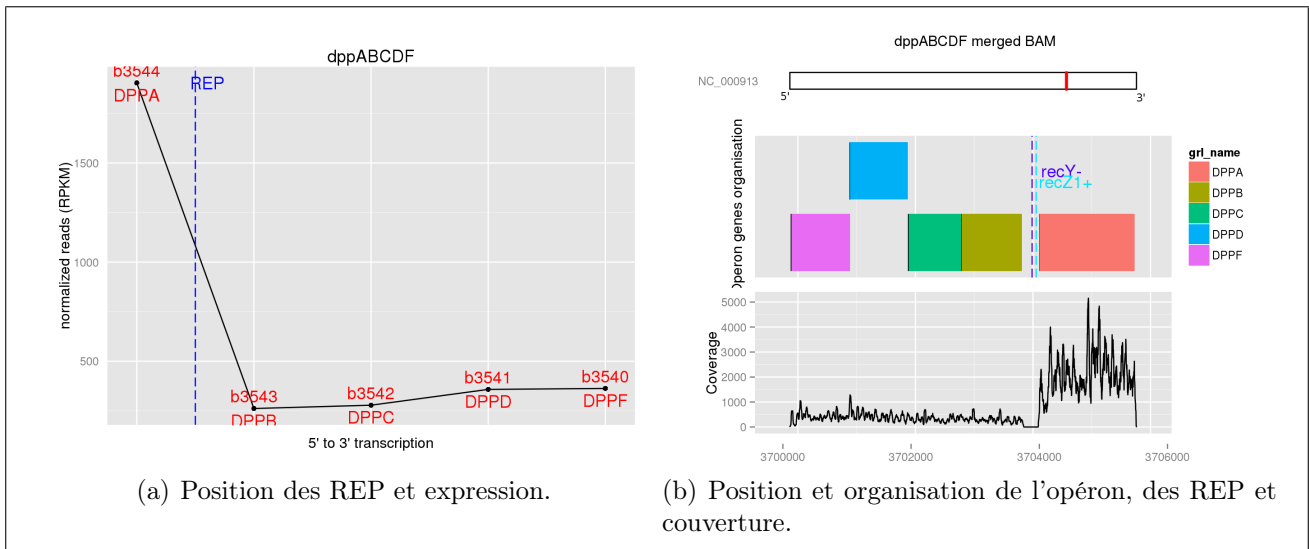 dppABCDF
b3544
DPPA
REP
1500
1000
500
normalized reads (RPKM)
b3543
DPPB
b3542
DPPC
b3541
DPPD
b3540
DPPF
5' to 3' transcription
(a) Position des REP et expression.
dppABCDF merged BAM
NC_000913
5'
3'
Operon genes organisation
recY-
recZ1+
grl_name
DPPA
DPPB
DPPC
DPPD
DPPF
Coverage
5000
4000
3000
2000
1000
0
3700000
3702000
3704000
3706000
(b) Position et organisation de l'opéron, des REP et
couverture.